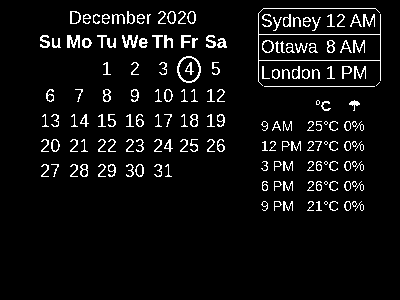 December 2020
Su Mo Tu We Th Fr Sa
1 2 3 4 5
6 7 8 9 10 11 12
13 14 15 16 17 18 19
20 21 22 23 24 25 26
27 28 29 30 31
Sydney 12 AM
Ottawa 8 AM
London 1 PM
°C ☂
9 AM 25°C 0%
12 PM 27°C 0%
3 PM 26°C 0%
6 PM 26°C 0%
9 PM 21°C 0%